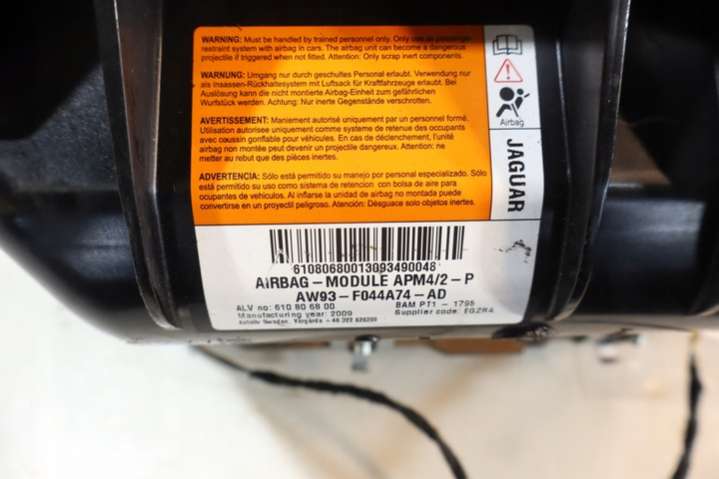 WARNING: Must be handled by trained personnel only. Only use as passenger-
restraint system with airbag in cars. The airbag unit can become a dangerous
projectile if triggered when not fitted. Attention: Only scrap inert components.
WARNUNG: Umgang nur durch geschultes Personal erlaubt. Verwendung nur
als Insassen-Rückhaltesystem mit Luftsack für Kraftfahrzeuge erlaubt. Bei
Auslösung kann die nicht montierte Airbag-Einheit zum gefährlichen
Wurfstück werden. Achtung: Nur inerte Gegenstände verschrotten.
AVERTISSEMENT: Maniement autorisé uniquement par un personnel formé.
Utilisation autorisee uniquement comme système de retenue des occupants
avec coussin gonflable pour véhicules. En cas de déclenchement, l'unité
airbag non montée peut devenir un projectile dangereux. Attention: ne
metter au rebut que des pièces inertes.
ADVERTENCIA: Sólo está permitido su manejo por personal especializado. Sólo
está permitido su uso como sistema de retencion con bolsa de aire para
ocupantes de vehículos. Al inflarse la unidad de airbag no montada puede
convertirse en un proyectil peligroso. Atención: Desguace solo objetos inertes.
Airbag
JAGUAR
61080680013093490048
AIRBAG-MODULE APM4/2-P
AW93-F044A74-AD
ALV no: 610 80 68 00
BAM PT1 - 1795
Manufacturing year: 2009
Supplier code: EGZRA
Autoliv Sweden, Vårgårda +46 322 626200